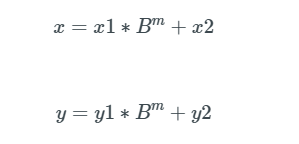 x = x1 * B^m + x2
y = y1 * B^m + y2